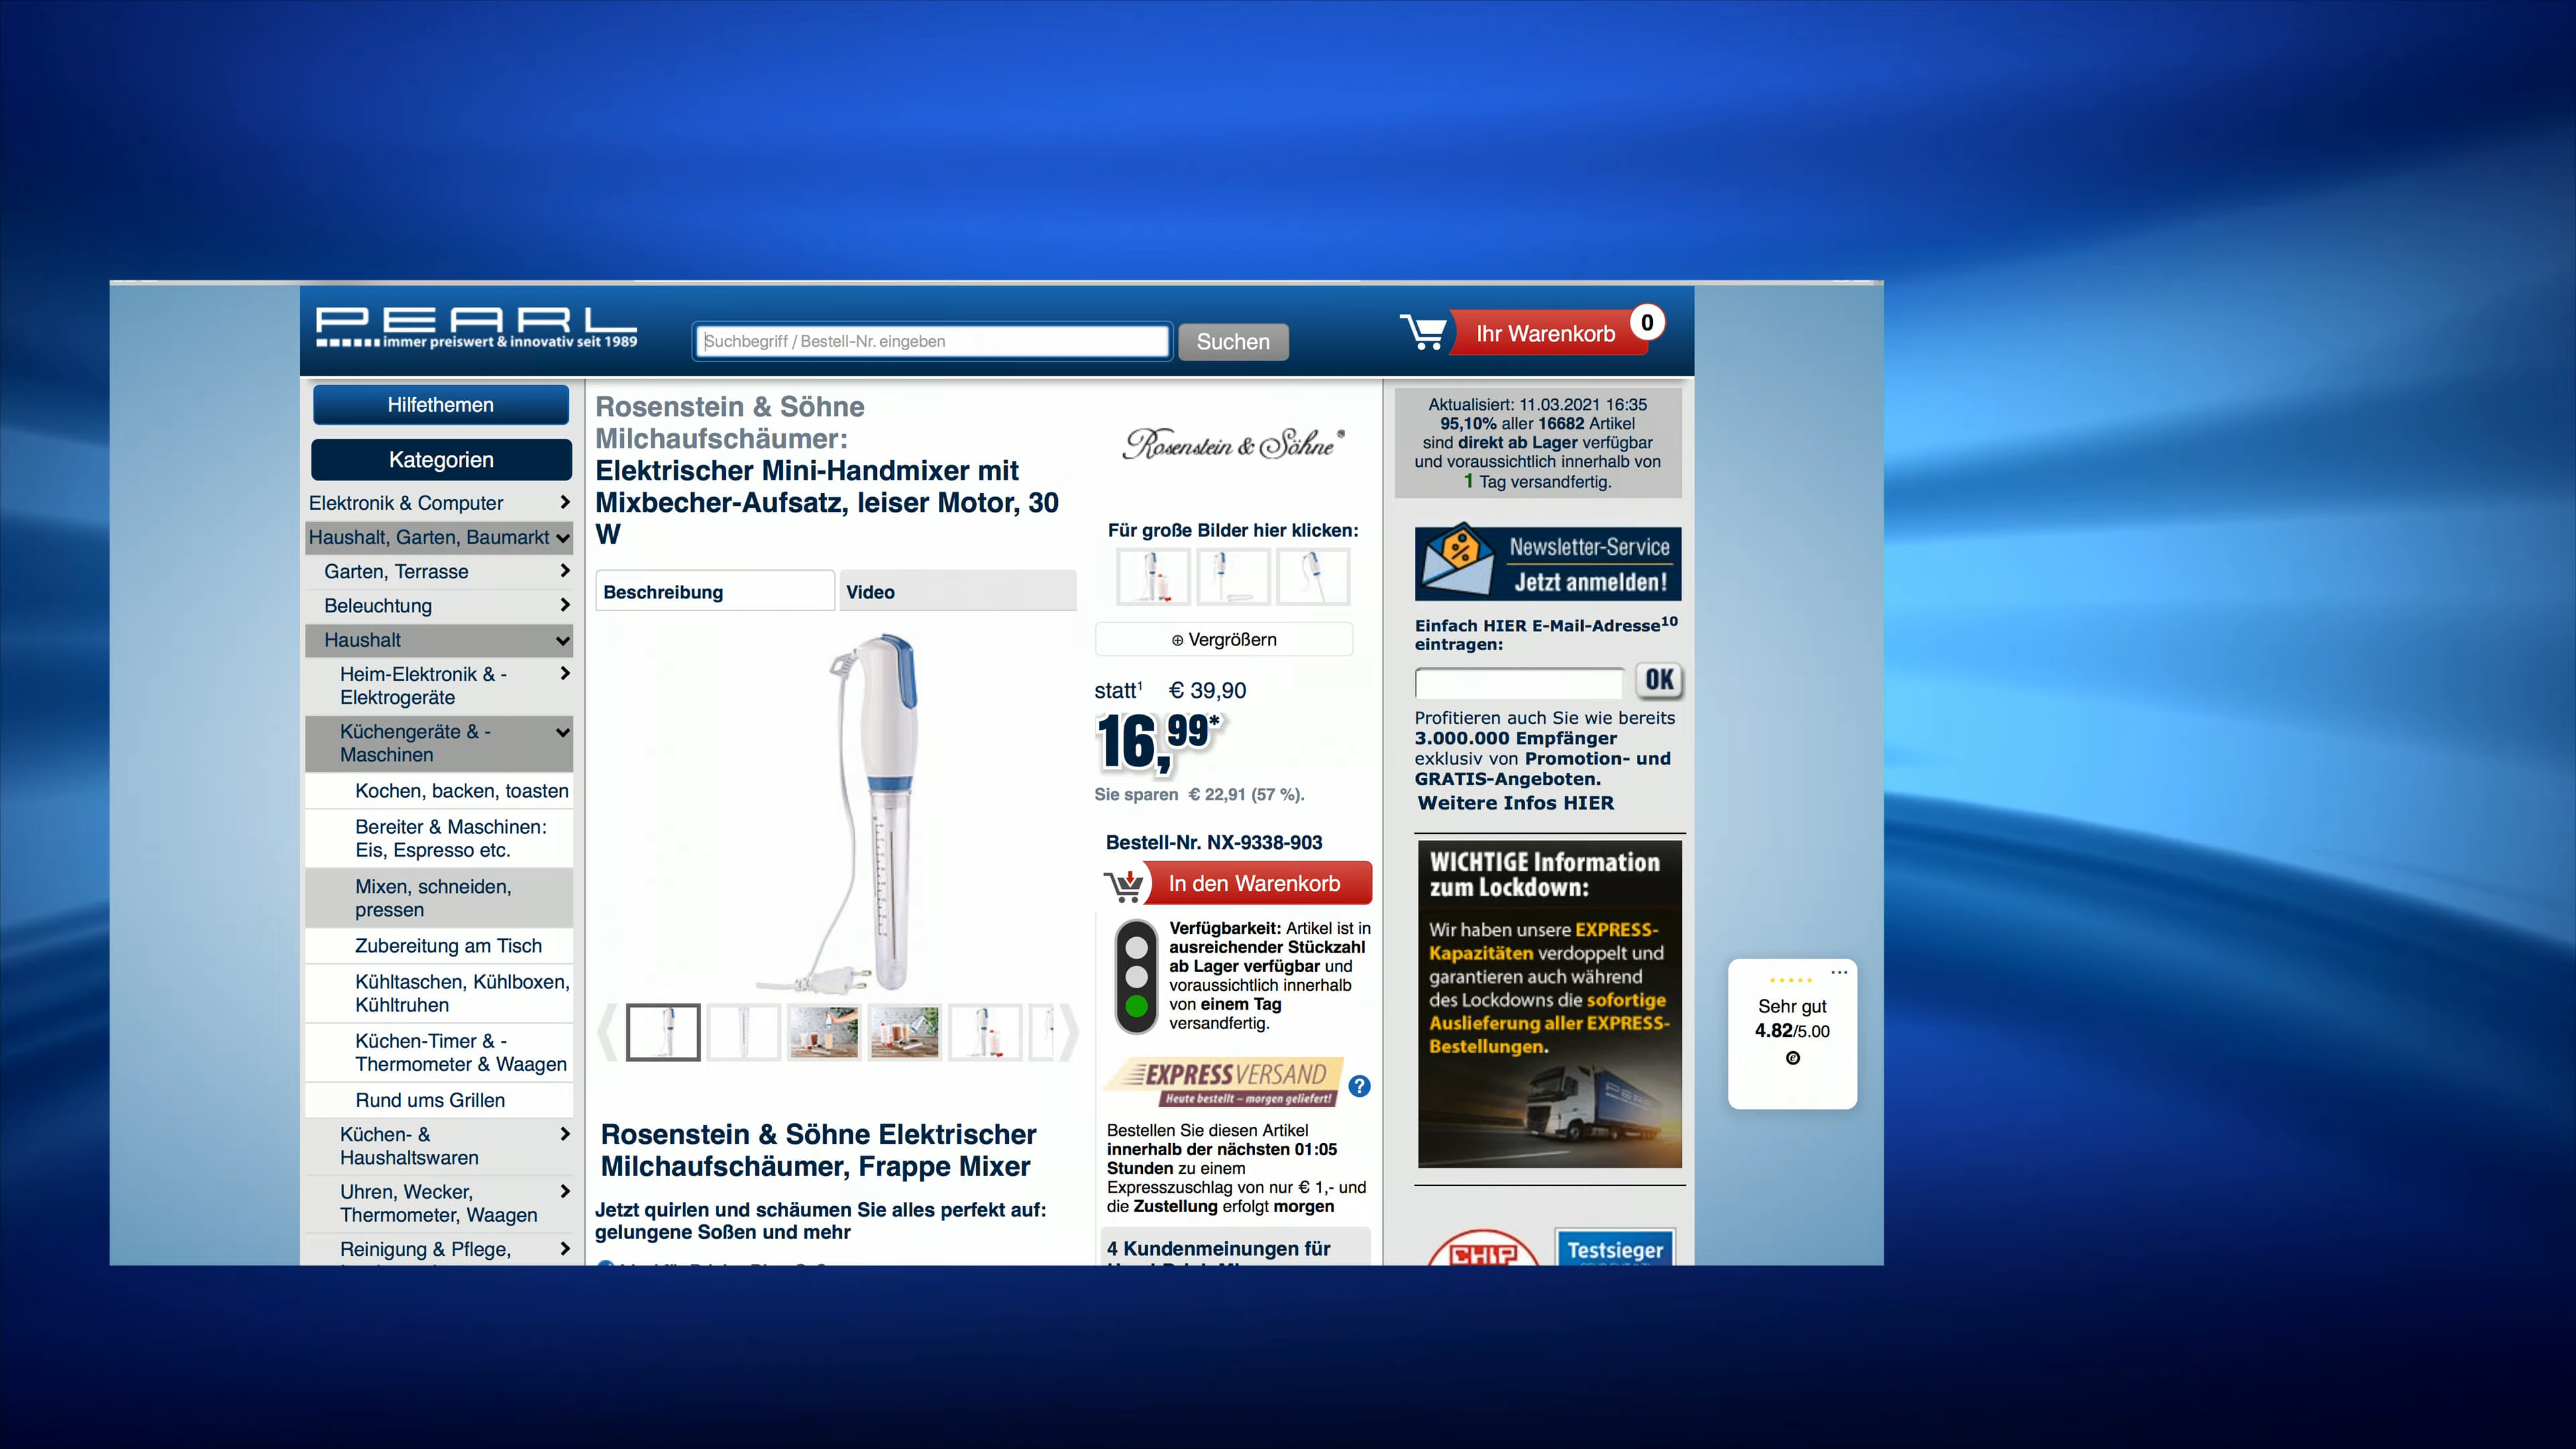 PEARL
immer preiswert & innovativ seit 1989
Suchbegriff / Bestell-Nr. eingeben
Suchen
Ihr Warenkorb
0
Hilfethemen
Kategorien
Elektronik & Computer
Haushalt, Garten, Baumarkt
Garten, Terrasse
Beleuchtung
Haushalt
Heim-Elektronik & -
Elektrogeräte
Küchengeräte & -
Maschinen
Kochen, backen, toasten
Bereiter & Maschinen:
Eis, Espresso etc.
Mixen, schneiden,
pressen
Zubereitung am Tisch
Kühltaschen, Kühlboxen,
Kühltruhen
Küchen-Timer & -
Thermometer & Waagen
Rund ums Grillen
Küchen- &
Haushaltswaren
Uhren, Wecker,
Thermometer, Waagen
Reinigung & Pflege,
Rosenstein & Söhne
Milchaufschäumer:
Elektrischer Mini-Handmixer mit
Mixbecher-Aufsatz, leiser Motor, 30
W
Beschreibung
Video
Rosenstein & Söhne Elektrischer
Milchaufschäumer, Frappe Mixer
Jetzt quirlen und schäumen Sie alles perfekt auf:
gelungene Soßen und mehr
Rosenstein & Söhne®
Für große Bilder hier klicken:
⊕ Vergrößern
statt¹ € 39,90
16,99*
Sie sparen € 22,91 (57 %).
Bestell-Nr. NX-9338-903
In den Warenkorb
Verfügbarkeit: Artikel ist in
ausreichender Stückzahl
ab Lager verfügbar und
voraussichtlich innerhalb
von einem Tag
versandfertig.
EXPRESSVERSAND
Heute bestellt – morgen geliefert!
?
Bestellen Sie diesen Artikel
innerhalb der nächsten 01:05
Stunden zu einem
Expresszuschlag von nur € 1,- und
die Zustellung erfolgt morgen
4 Kundenmeinungen für
Aktualisiert: 11.03.2021 16:35
95,10% aller 16682 Artikel
sind direkt ab Lager verfügbar
und voraussichtlich innerhalb von
1 Tag versandfertig.
%
Newsletter-Service
Jetzt anmelden!
Einfach HIER E-Mail-Adresse¹⁰
eintragen:
OK
Profitieren auch Sie wie bereits
3.000.000 Empfänger
exklusiv von Promotion- und
GRATIS-Angeboten.
Weitere Infos HIER
WICHTIGE Information
zum Lockdown:
Wir haben unsere EXPRESS-
Kapazitäten verdoppelt und
garantieren auch während
des Lockdowns die sofortige
Auslieferung aller EXPRESS-
Bestellungen.
PEARL
CHIP
Testsieger
Sehr gut
4.82/5.00
e